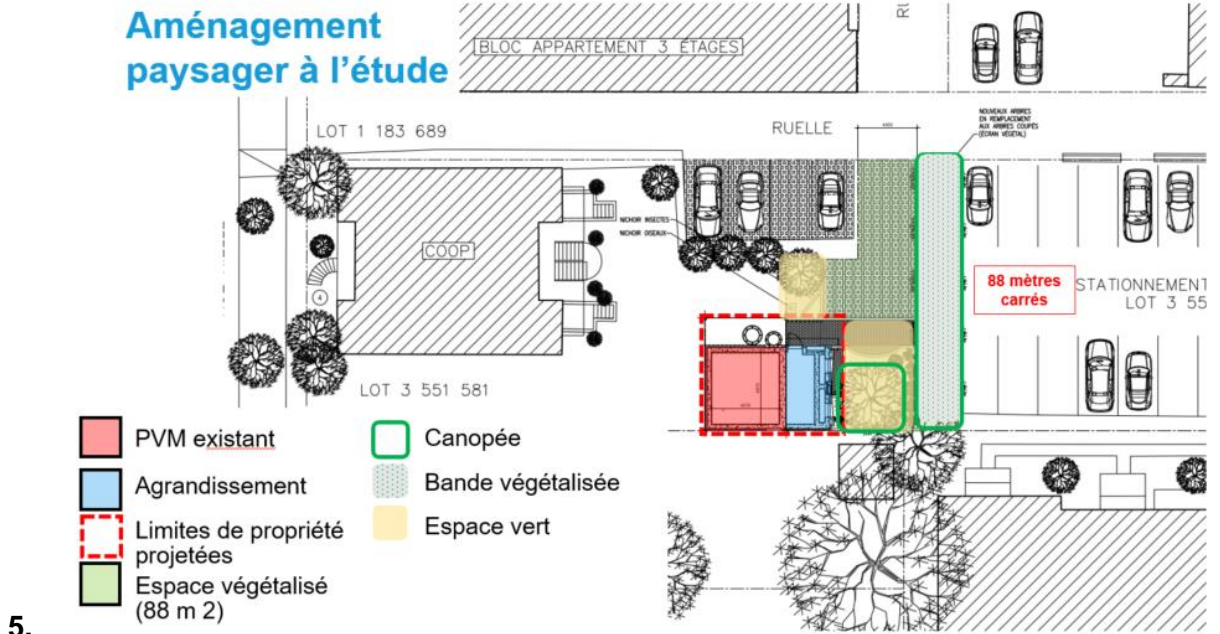 Aménagement
paysager à l'étude
BLOC APPARTEMENT 3 ÉTAGES
RU
LOT 1 183 689
RUELLE
NOUVEAUX ARBRES
EN REMPLACEMENT
AUX ARBRES COUPÉS
(ÉCRAN VÉGÉTAL)
NICHOIR INSECTES
NICHOIR OISEAUX
COOP
4
88 mètres
carrés
STATIONNEMENT
LOT 3 55
LOT 3 551 581
PVM existant
Agrandissement
Limites de propriété
projetées
Espace végétalisé
(88 m 2)
Canopée
Bande végétalisée
Espace vert
5.